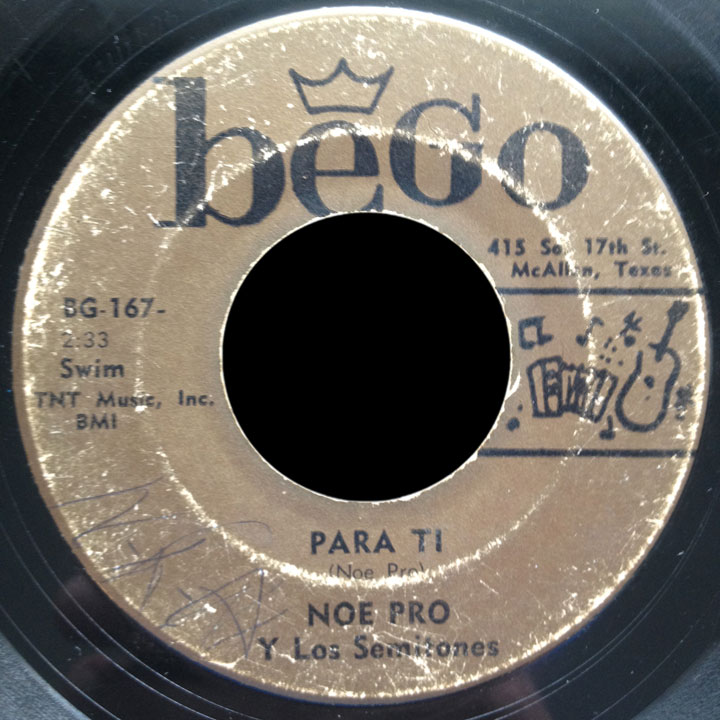 beGo
415 So. 17th St.
McAllen, Texas
BG-167-
2:33
Swim
TNT Music, Inc.
BMI
PARA TI
(Noe Pro)
NOE PRO
Y Los Semitones